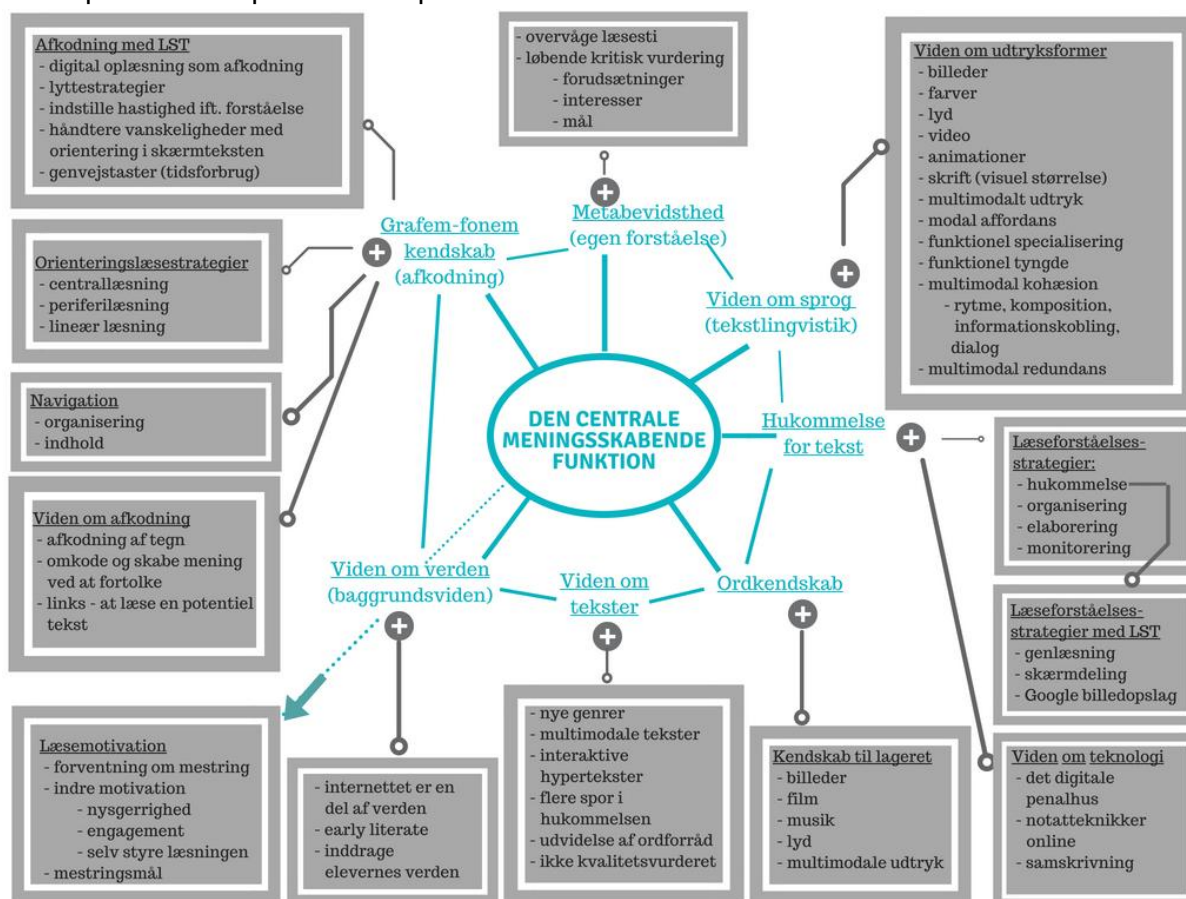 Afkodning med LST
- digital oplæsning som afkodning
- lyttestrategier
- indstille hastighed ift. forståelse
- håndtere vanskeligheder med
orientering i skærmteksten
- genvejstaster (tidsforbrug)
- overvåge læsesti
- løbende kritisk vurdering
- forudsætninger
- interesser
- mål
Viden om udtryksformer
- billeder
- farver
- lyd
- video
- animationer
- skrift (visuel størrelse)
- multimodalt udtryk
- modal affordans
- funktionel specialisering
- funktionel tyngde
- multimodal kohæsion
- rytme, komposition,
informationskobling,
dialog
- multimodal redundans
Grafem-fonem
kendskab
(afkodning)
Metabevidsthed
(egen forståelse)
Viden om sprog
(tekstlingvistik)
Orienteringslæsestrategier
- centrallæsning
- periferilæsning
- lineær læsning
Navigation
- organisering
- indhold
DEN CENTRALE
MENINGSSKABENDE
FUNKTION
Hukommelse
for tekst
Læseforståelses-
strategier:
- hukommelse
- organisering
- elaborering
- monitorering
Viden om afkodning
- afkodning af tegn
- omkode og skabe mening
ved at fortolke
- links - at læse en potentiel
tekst
Viden om verden
(baggrundsviden)
Viden om
tekster
Ordkendskab
Læseforståelses-
strategier med LST
- genlæsning
- skærmdeling
- Google billedopslag
Læsemotivation
- forventning om mestring
- indre motivation
- nysgerrighed
- engagement
- selv styre læsningen
- mestringsmål
- internettet er en
del af verden
- early literate
- inddrage
elevernes verden
- nye genrer
- multimodale tekster
- interaktive
hypertekster
- flere spor i
hukommelsen
- udvidelse af ordforråd
- ikke kvalitetsvurderet
Kendskab til lageret
- billeder
- film
- musik
- lyd
- multimodale udtryk
Viden om teknologi
- det digitale
penalhus
- notatteknikker
online
- samskrivning